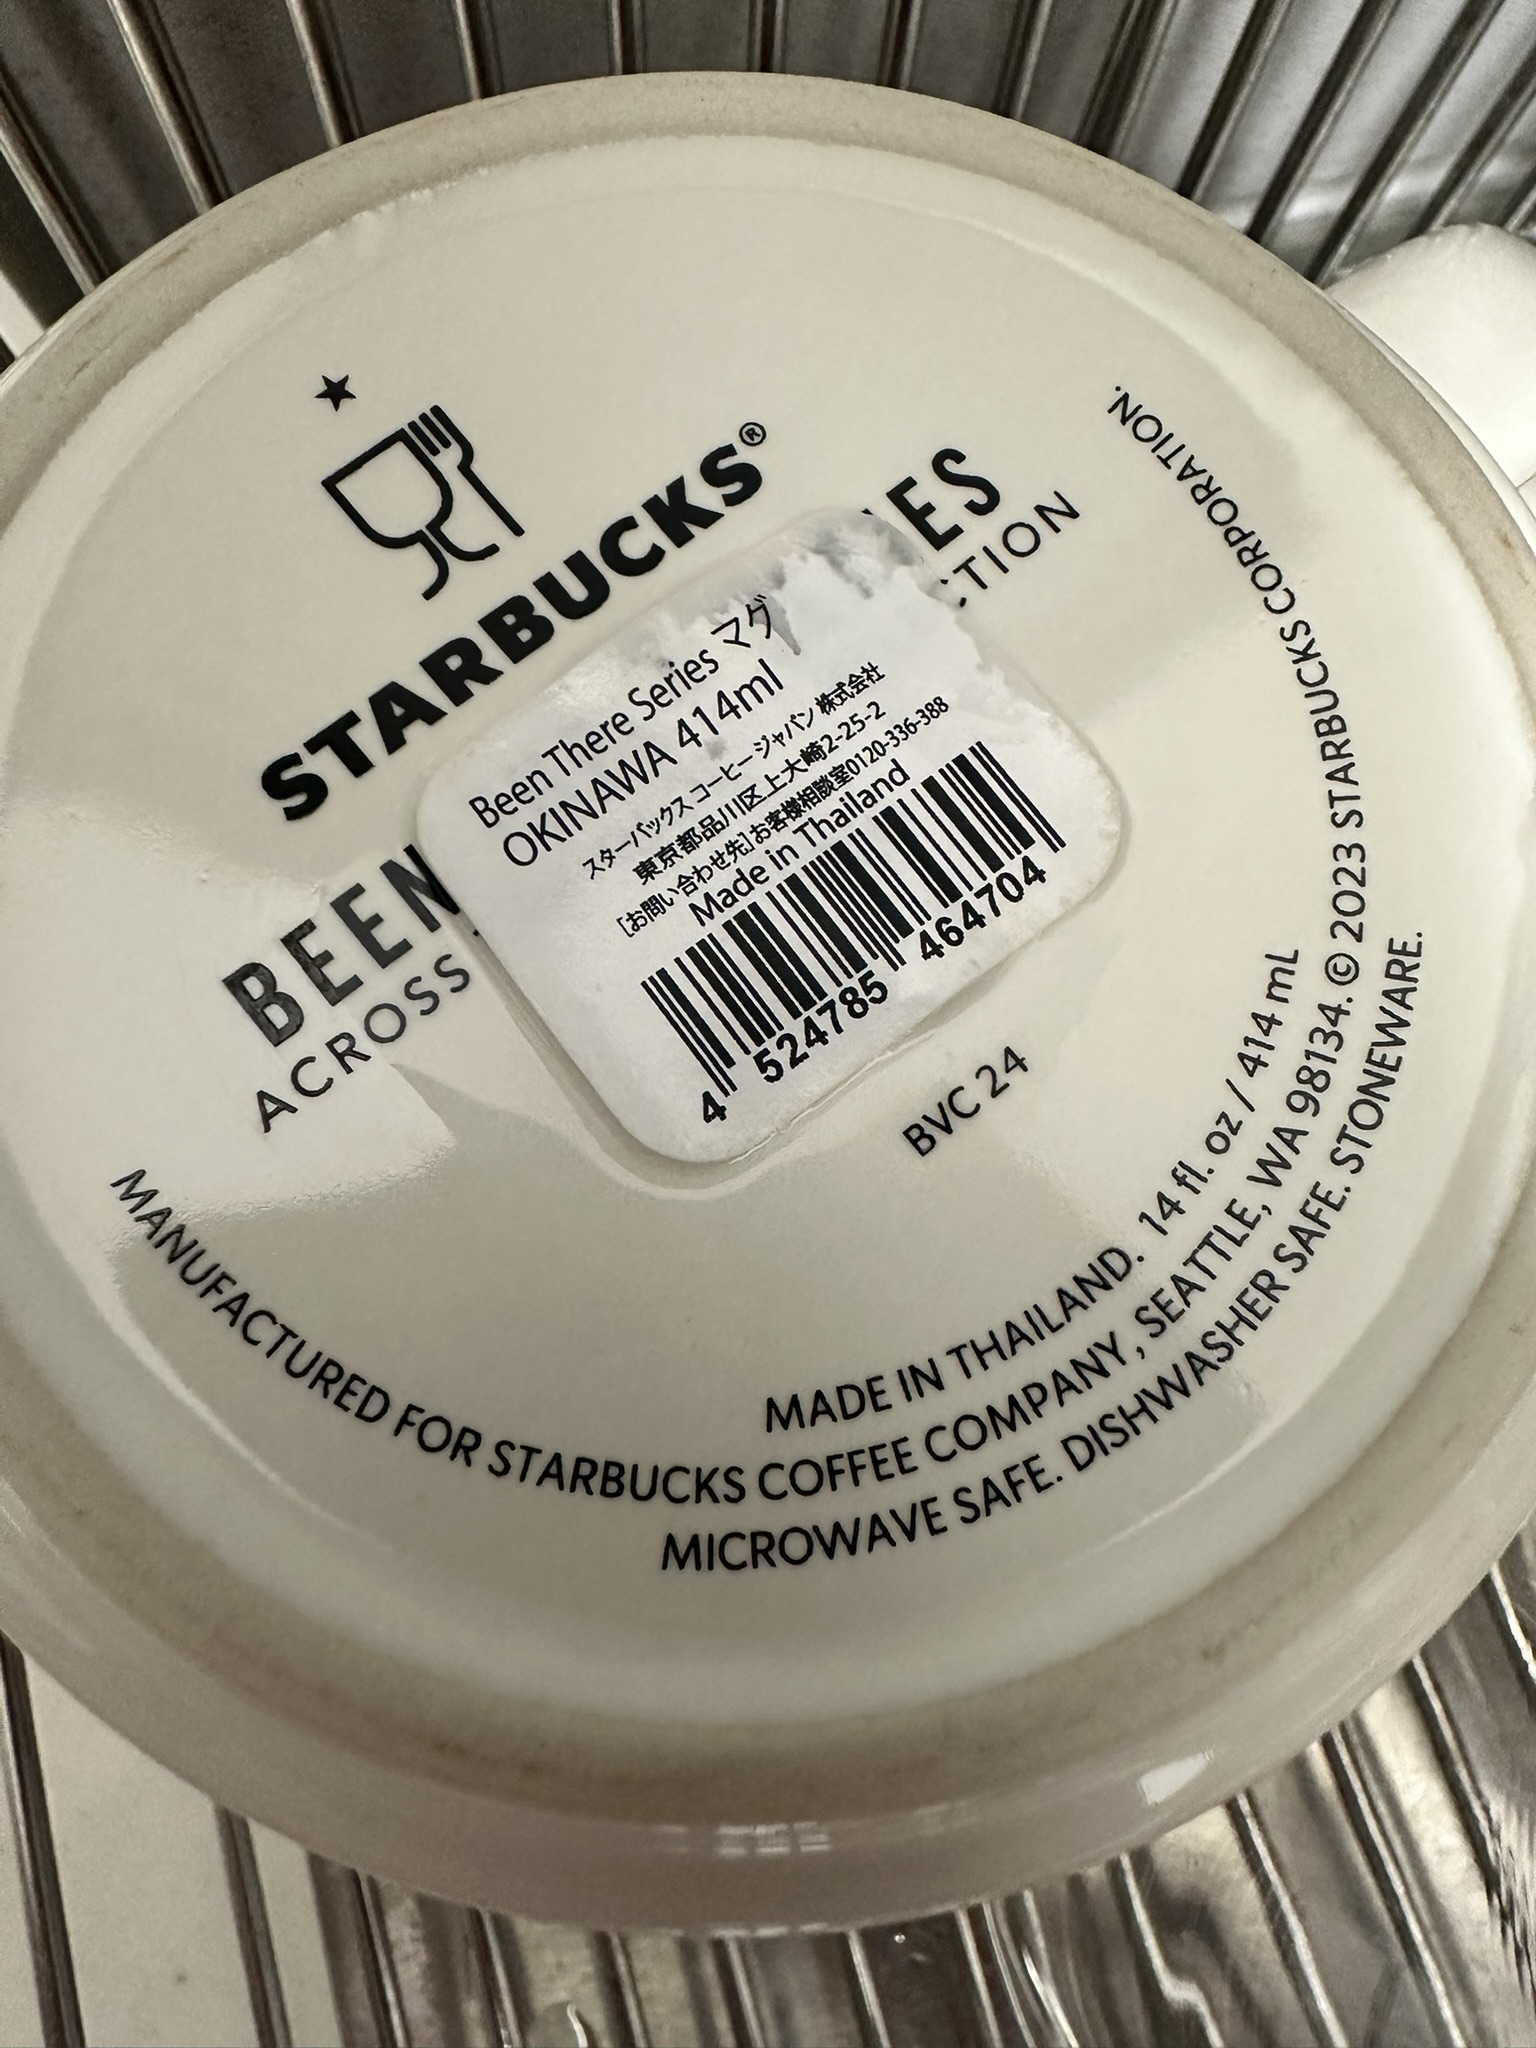 STARBUCKS®
BEEN
ACROSS
Been There Series マグ
OKINAWA 414ml
スターバックス コーヒー ジャパン 株式会社
東京都品川区上大崎2-25-2
[お問い合わせ先]お客様相談室0120-336-388
Made in Thailand
4 524785 464704
BVC 24
MADE IN THAILAND. 14 fl. oz / 414 mL
MANUFACTURED FOR STARBUCKS COFFEE COMPANY, SEATTLE, WA 98134. © 2023 STARBUCKS CORPORATION.
MICROWAVE SAFE. DISHWASHER SAFE. STONEWARE.